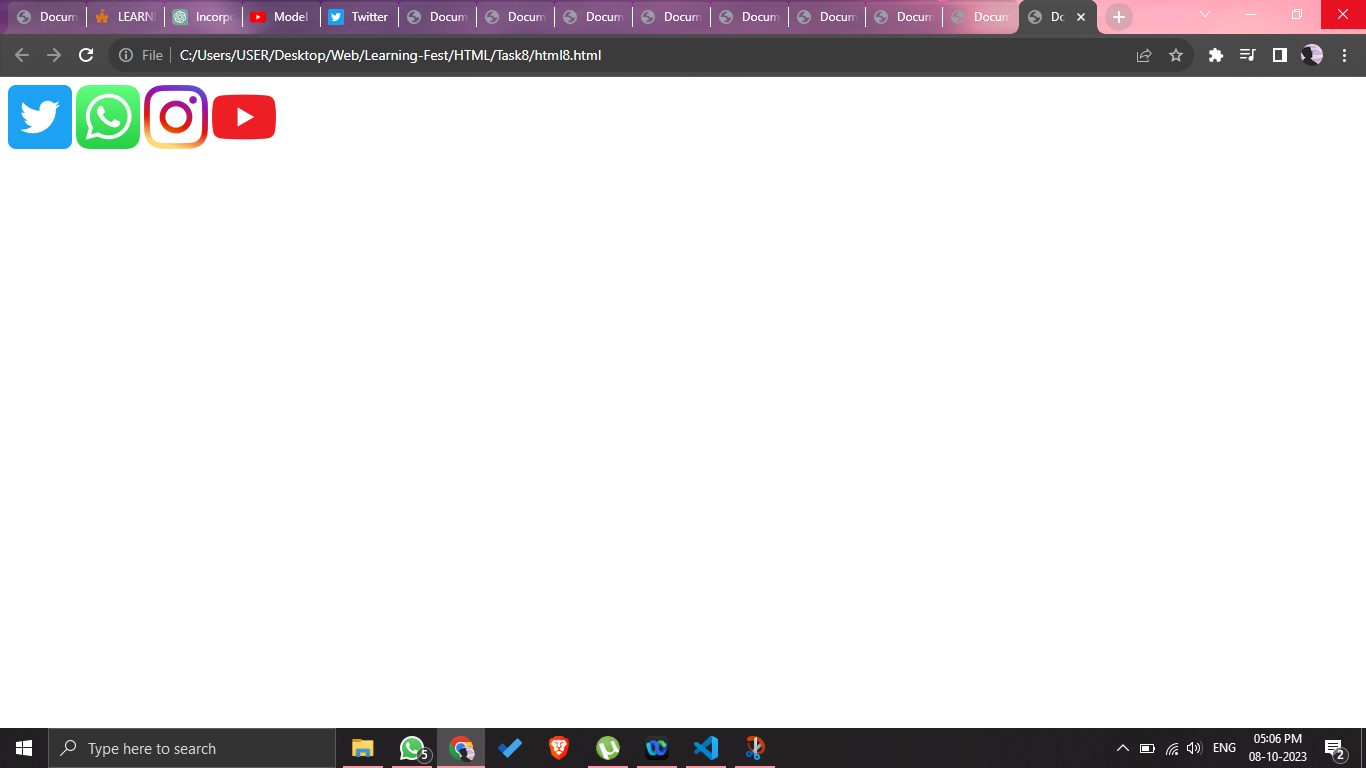 Docum LEARNI Incorpo Model Twitter Docum Docum Docum Docum Docum Docum Docum Docum Do
File C:/Users/USER/Desktop/Web/Learning-Fest/HTML/Task8/html8.html
Type here to search
5
ENG
05:06 PM
08-10-2023
2